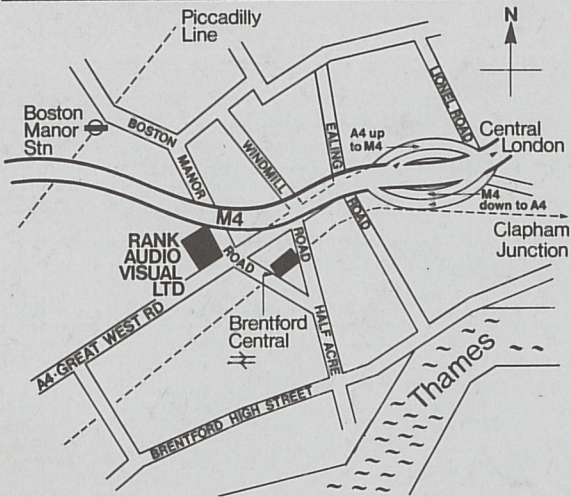 Piccadilly
Line
N
Boston
Manor
Stn
BOSTON
MANOR
ROAD
WINDMILL
ROAD
EALING
ROAD
LIONEL ROAD
A4 up
to M4
Central
London
M4
down to A4
Clapham
Junction
M4
RANK
AUDIO
VISUAL
LTD
Brentford
Central
HALF ACRE
A4·GREAT WEST RD
BRENTFORD HIGH STREET
Thames